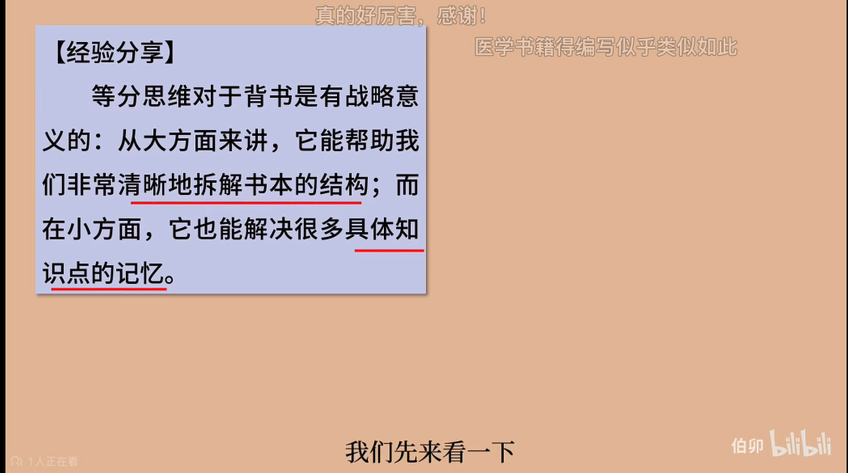 真的好厉害，感谢！
医学书籍得编写似乎类似如此
【经验分享】
等分思维对于背书是有战略意
义的：从大方面来讲，它能帮助我
们非常清晰地拆解书本的结构；而
在小方面，它也能解决很多具体知
识点的记忆。
我们先来看一下
伯卯 bilibili
1人正在看